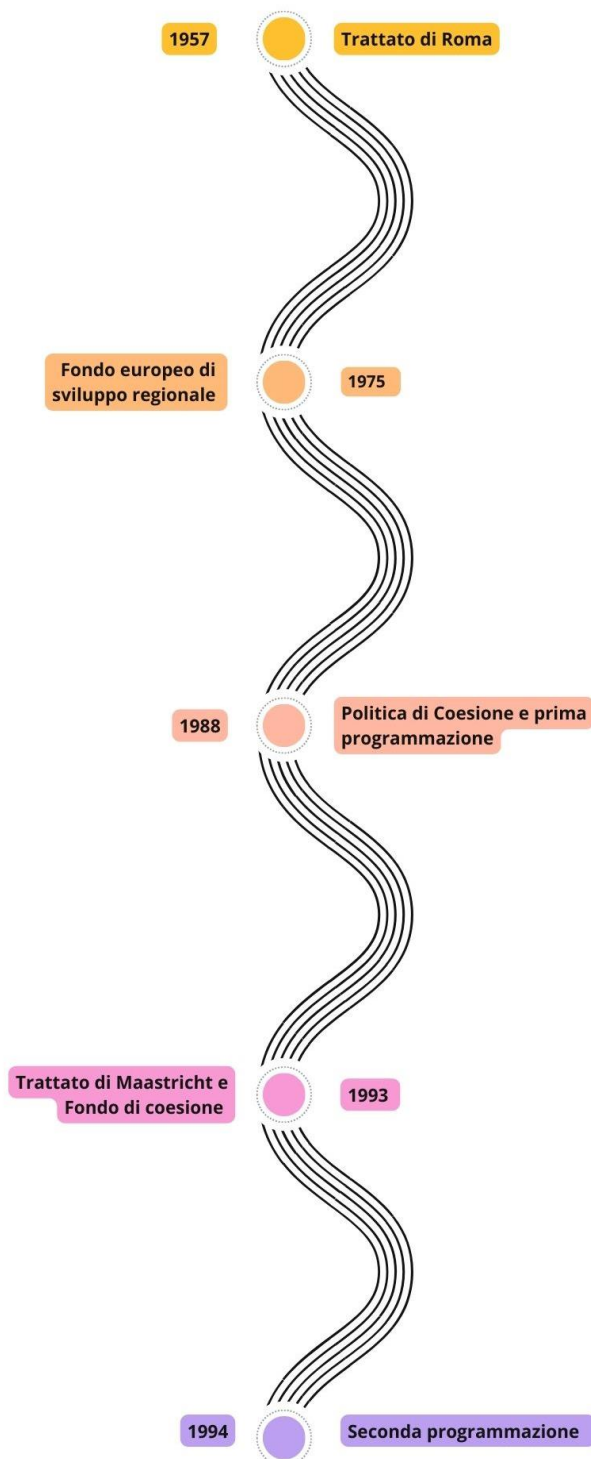 1957
Trattato di Roma
Fondo europeo di
sviluppo regionale
1975
1988
Politica di Coesione e prima
programmazione
Trattato di Maastricht e
Fondo di coesione
1993
1994
Seconda programmazione